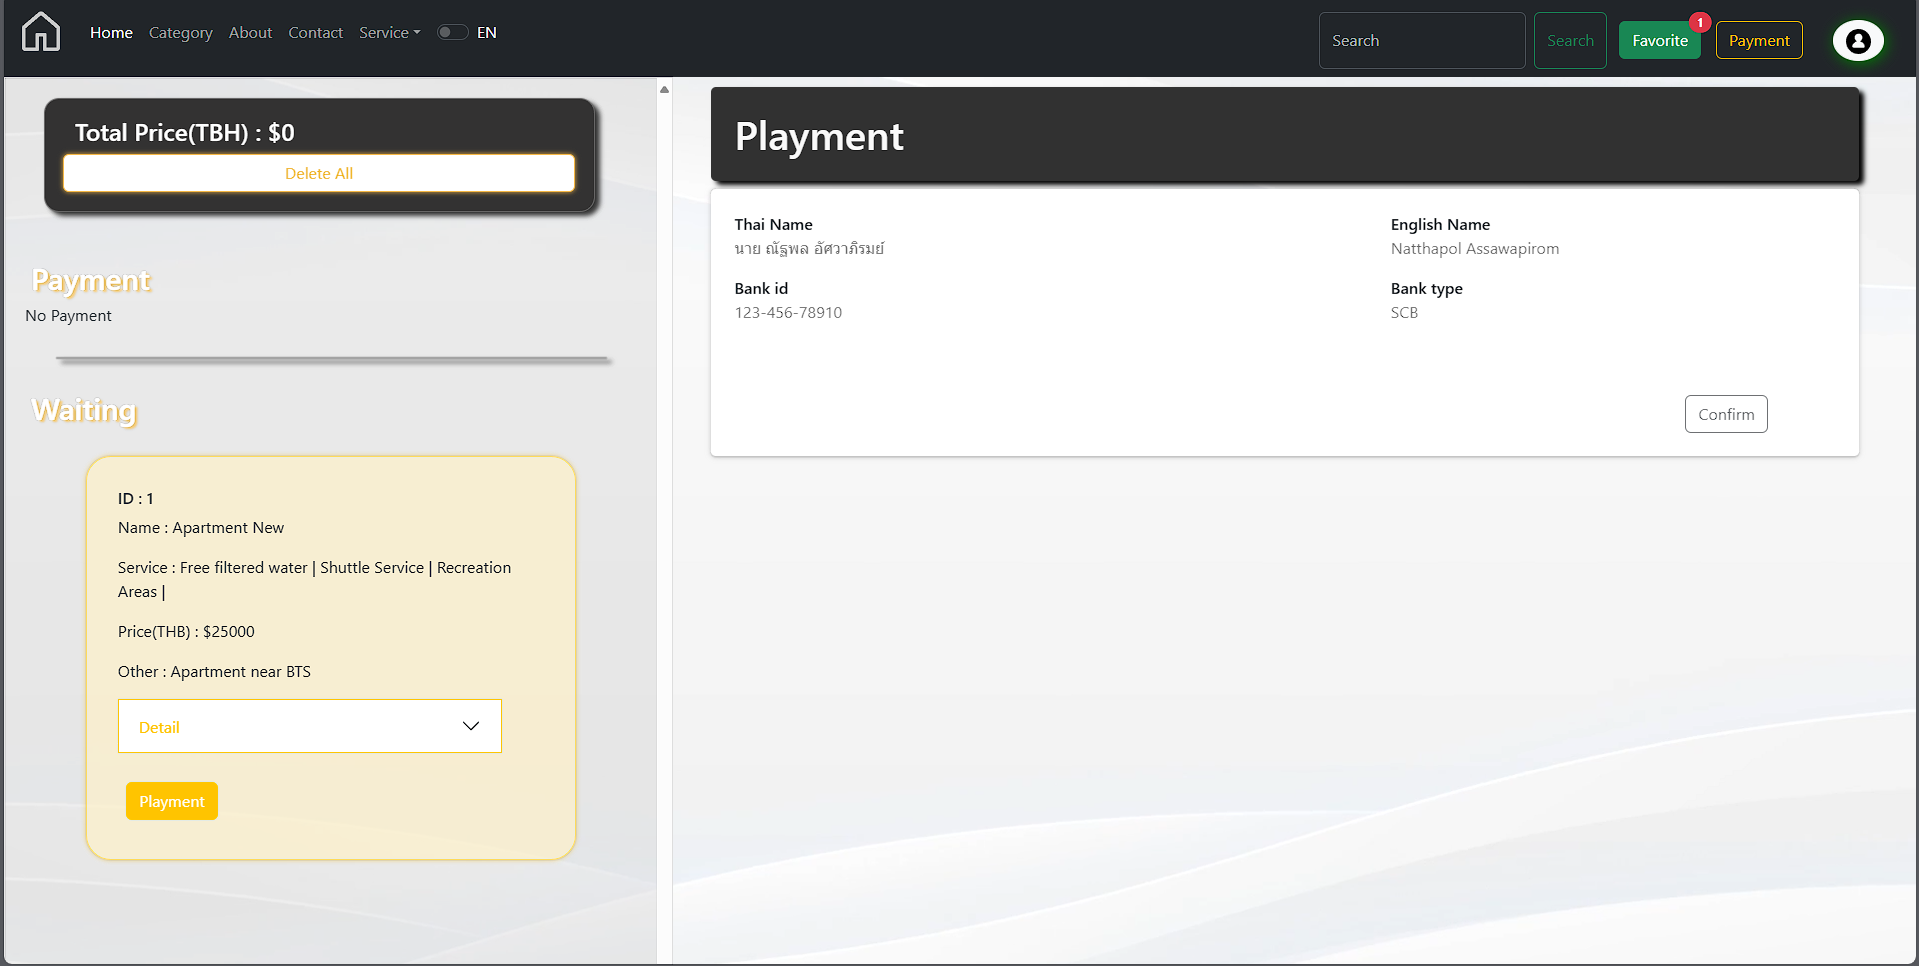 Home Category About Contact Service EN
Search Search Favorite 1 Payment
Total Price(TBH) : $0
Delete All
Payment
No Payment
Waiting
ID : 1
Name : Apartment New
Service : Free filtered water | Shuttle Service | Recreation
Areas |
Price(THB) : $25000
Other : Apartment near BTS
Detail
Playment
Playment
Thai Name
นาย ณัฐพล อัศวาภิรมย์
English Name
Natthapol Assawapirom
Bank id
123-456-78910
Bank type
SCB
Confirm